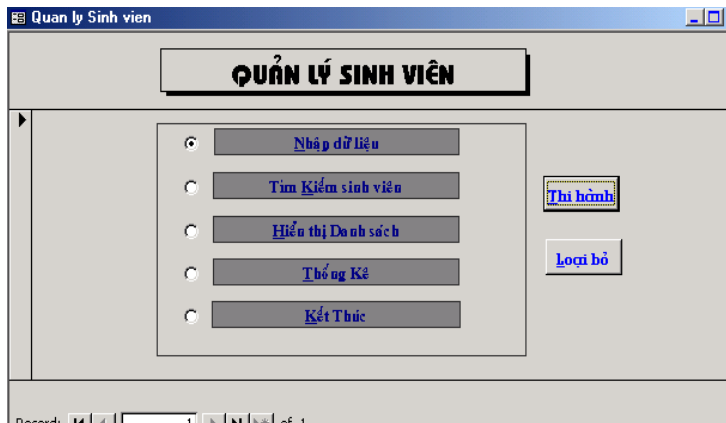 Quan ly Sinh vien
QUẢN LÝ SINH VIÊN
Nhập dữ liệu
Tìm Kiếm sinh viên
Hiển thị Danh sách
Thống Kê
Kết Thúc
Thi hành
Loại bỏ
Record: 1 of 1